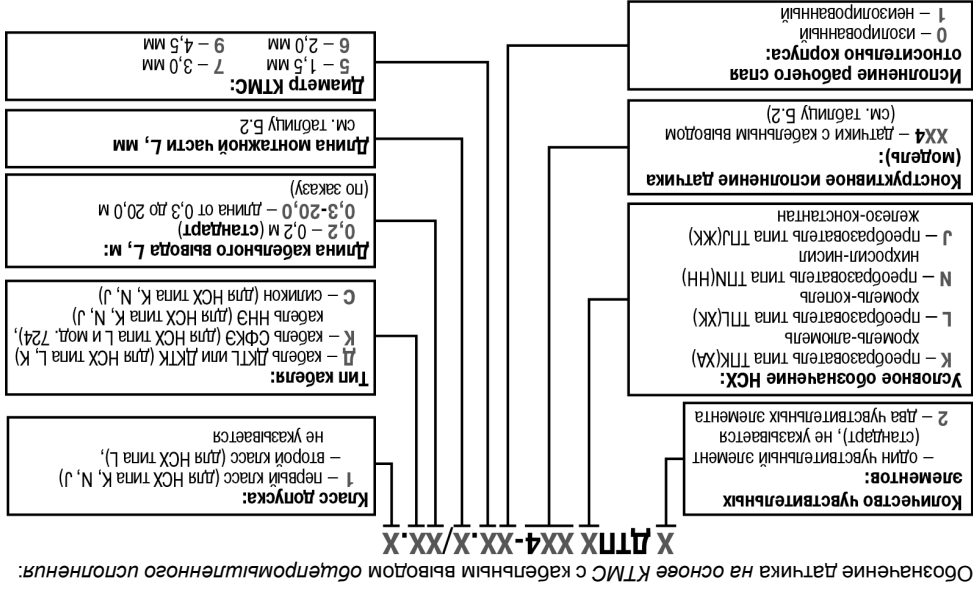 Обозначение датчика на основе КТМС с кабельным выводом общепромышленного исполнения:
Х ДТПХ ХХ4-ХХ.Х/ХХ.Х
Количество чувствительных
элементов:
– один чувствительный элемент
(стандарт), не указывается
2 – два чувствительных элемента
Условное обозначение НСХ:
К – преобразователь типа ТПК(ХА)
хромель-алюмель
L – преобразователь типа ТПL(ХК)
хромель-копель
N – преобразователь типа ТПN(НН)
нихросил-нисил
J – преобразователь типа ТПJ(ЖК)
железо-константан
Конструктивное исполнение датчика
(модель):
ХХ4 – датчики с кабельным выводом
(см. таблицу Б.2)
Исполнение рабочего спая
относительно корпуса:
0 – изолированный
1 – неизолированный
Класс допуска:
1 – первый класс (для НСХ типа K, N, J)
– второй класс (для НСХ типа L),
не указывается
Тип кабеля:
Д – кабель ДКТL или ДКТК (для НСХ типа L, K)
К – кабель СФКЭ (для НСХ типа L и мод. 724),
кабель ННЭ (для НСХ типа K, N, J)
С – силикон (для НСХ типа K, N, J)
Длина кабельного вывода L, м:
0,2 – 0,2 м (стандарт)
0,3-20,0 – длина от 0,3 до 20,0 м
(по заказу)
Длина монтажной части L, мм
см. таблицу Б.2
Диаметр КТМС:
5 – 1,5 мм 7 – 3,0 мм
6 – 2,0 мм 9 – 4,5 мм